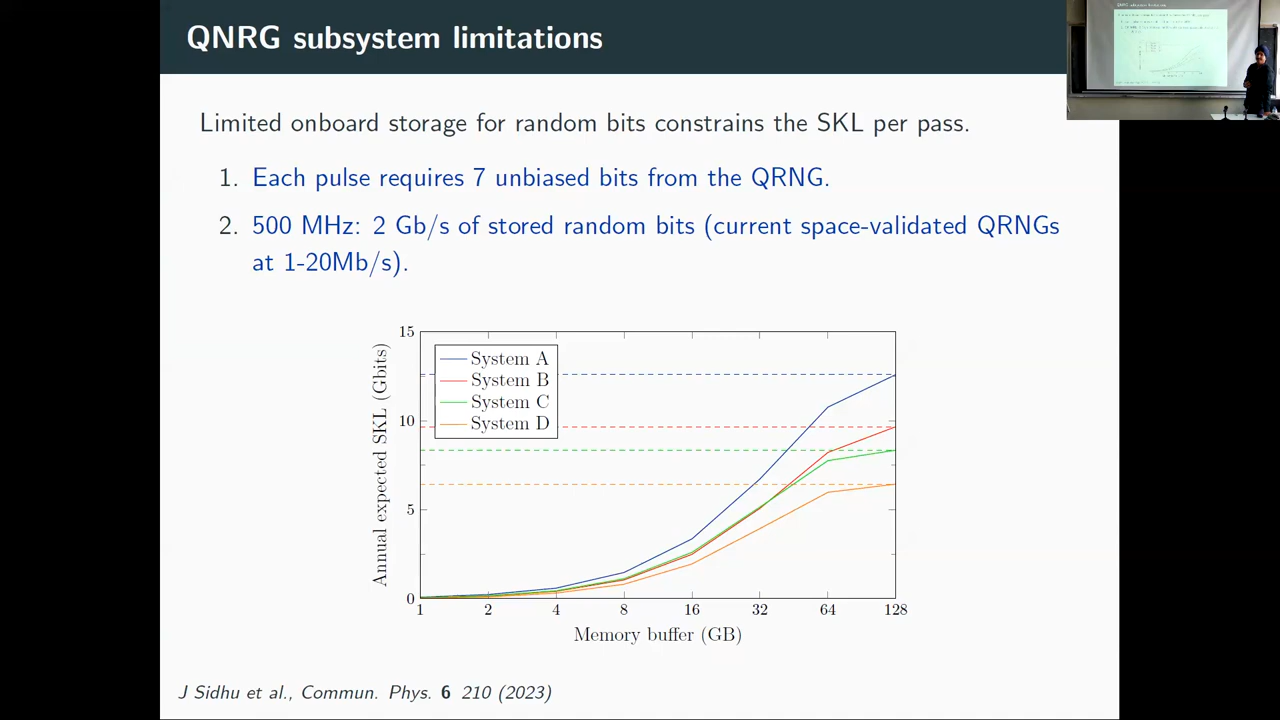 QNRG subsystem limitations
Limited onboard storage for random bits constrains the SKL per pass.
1. Each pulse requires 7 unbiased bits from the QRNG.
2. 500 MHz: 2 Gb/s of stored random bits (current space-validated QRNGs
at 1-20Mb/s).
15
10
5
0
Annual expected SKL (Gbits)
System A
System B
System C
System D
1 2 4 8 16 32 64 128
Memory buffer (GB)
J Sidhu et al., Commun. Phys. 6 210 (2023)